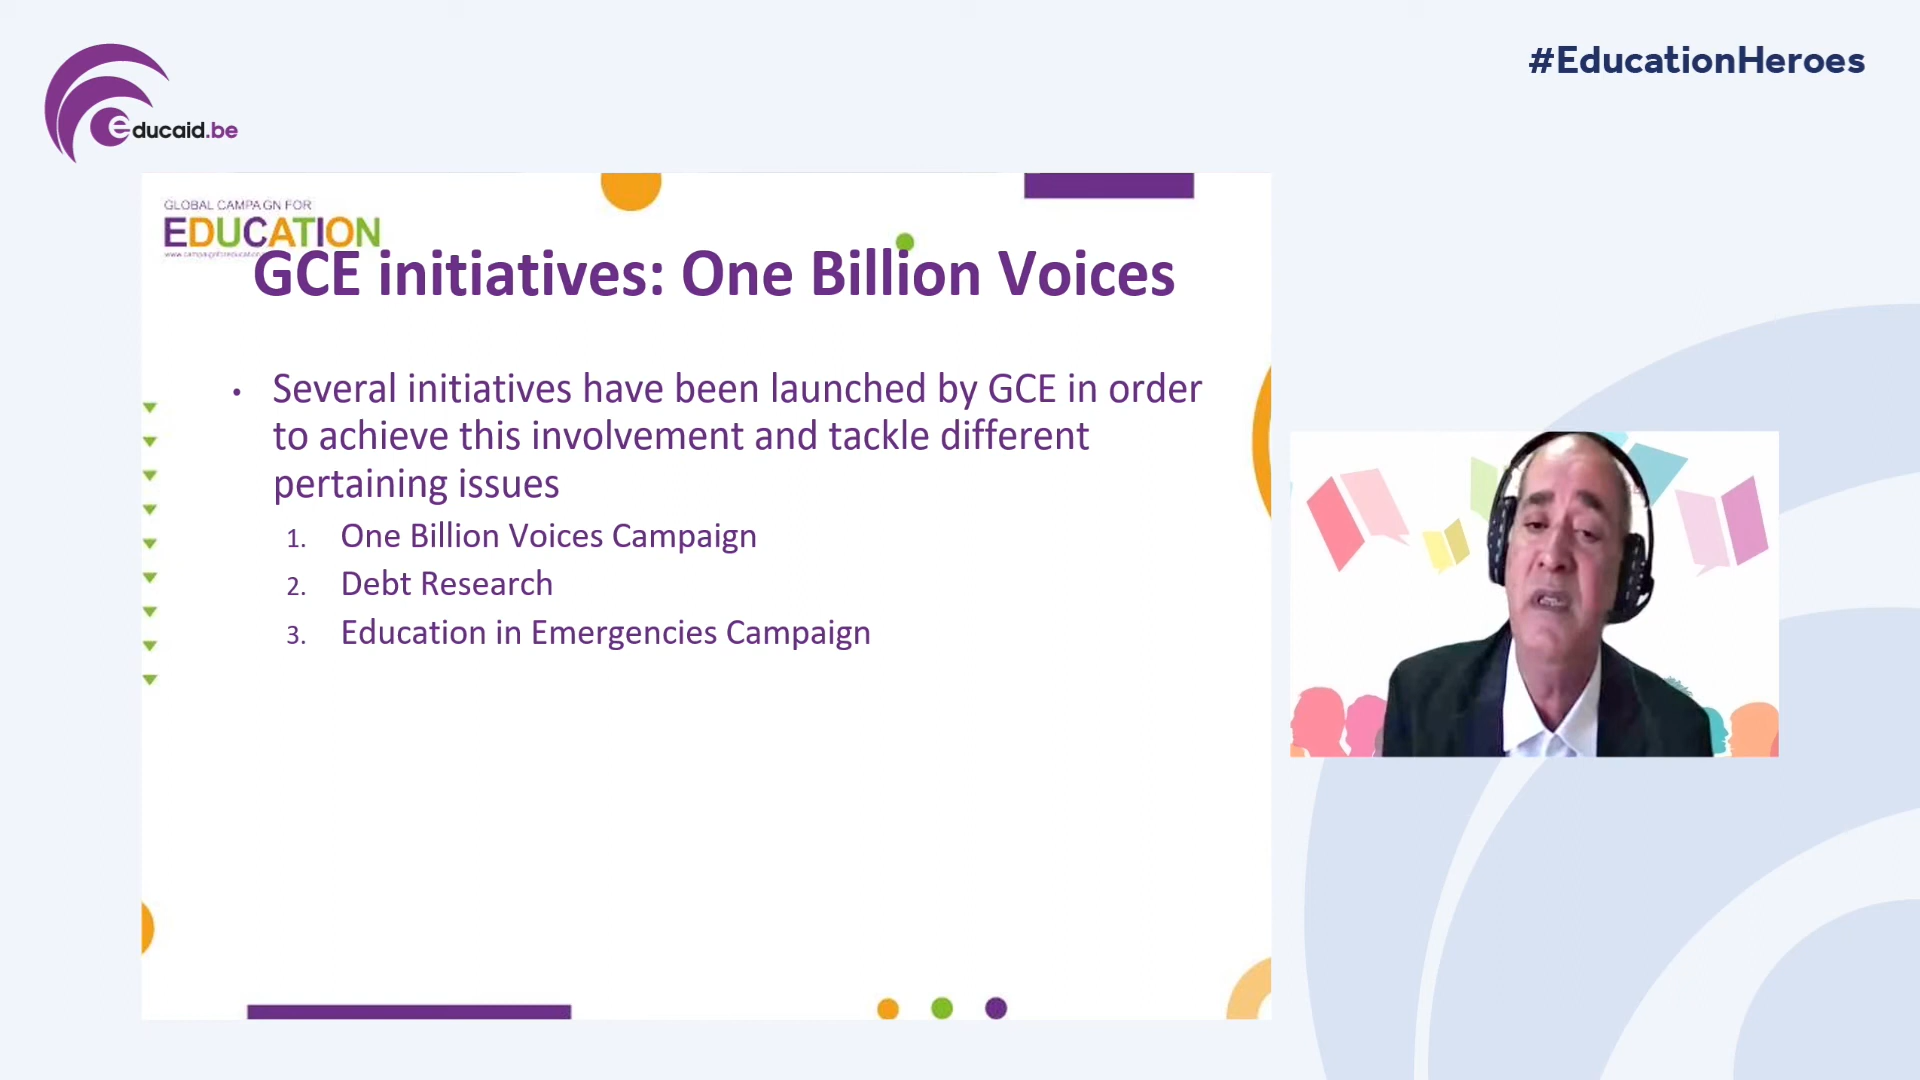 #EducationHeroes
educaid.be
GLOBAL CAMPAIGN FOR
EDUCATION
GCE initiatives: One Billion Voices
• Several initiatives have been launched by GCE in order
to achieve this involvement and tackle different
pertaining issues
1. One Billion Voices Campaign
2. Debt Research
3. Education in Emergencies Campaign